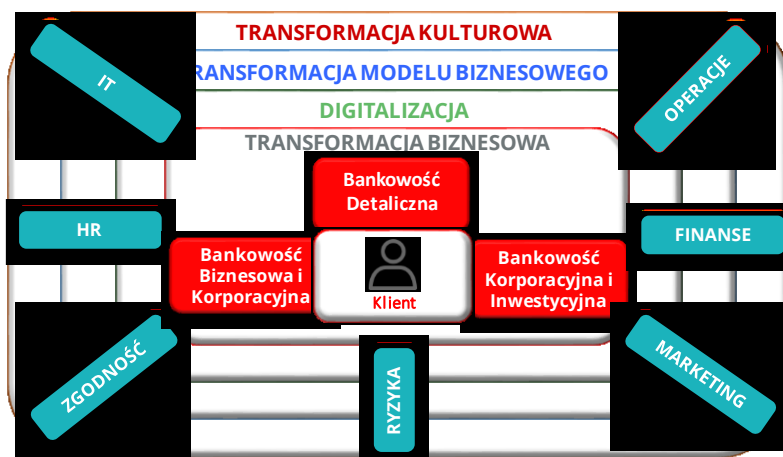 TRANSFORMACJA KULTUROWA
RANSFORMACJA MODELU BIZNESOWEGO
DIGITALIZACJA
TRANSFORMACJA BIZNESOWA
IT
OPERACJE
Bankowość
Detaliczna
HR
FINANSE
Bankowość
Biznesowa i
Korporacyjna
Klient
Bankowość
Korporacyjna i
Inwestycyjna
ZGODNOŚĆ
RYZYKA
MARKETING